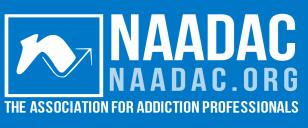 NAADAC
NAADAC.ORG
THE ASSOCIATION FOR ADDICTION PROFESSIONALS